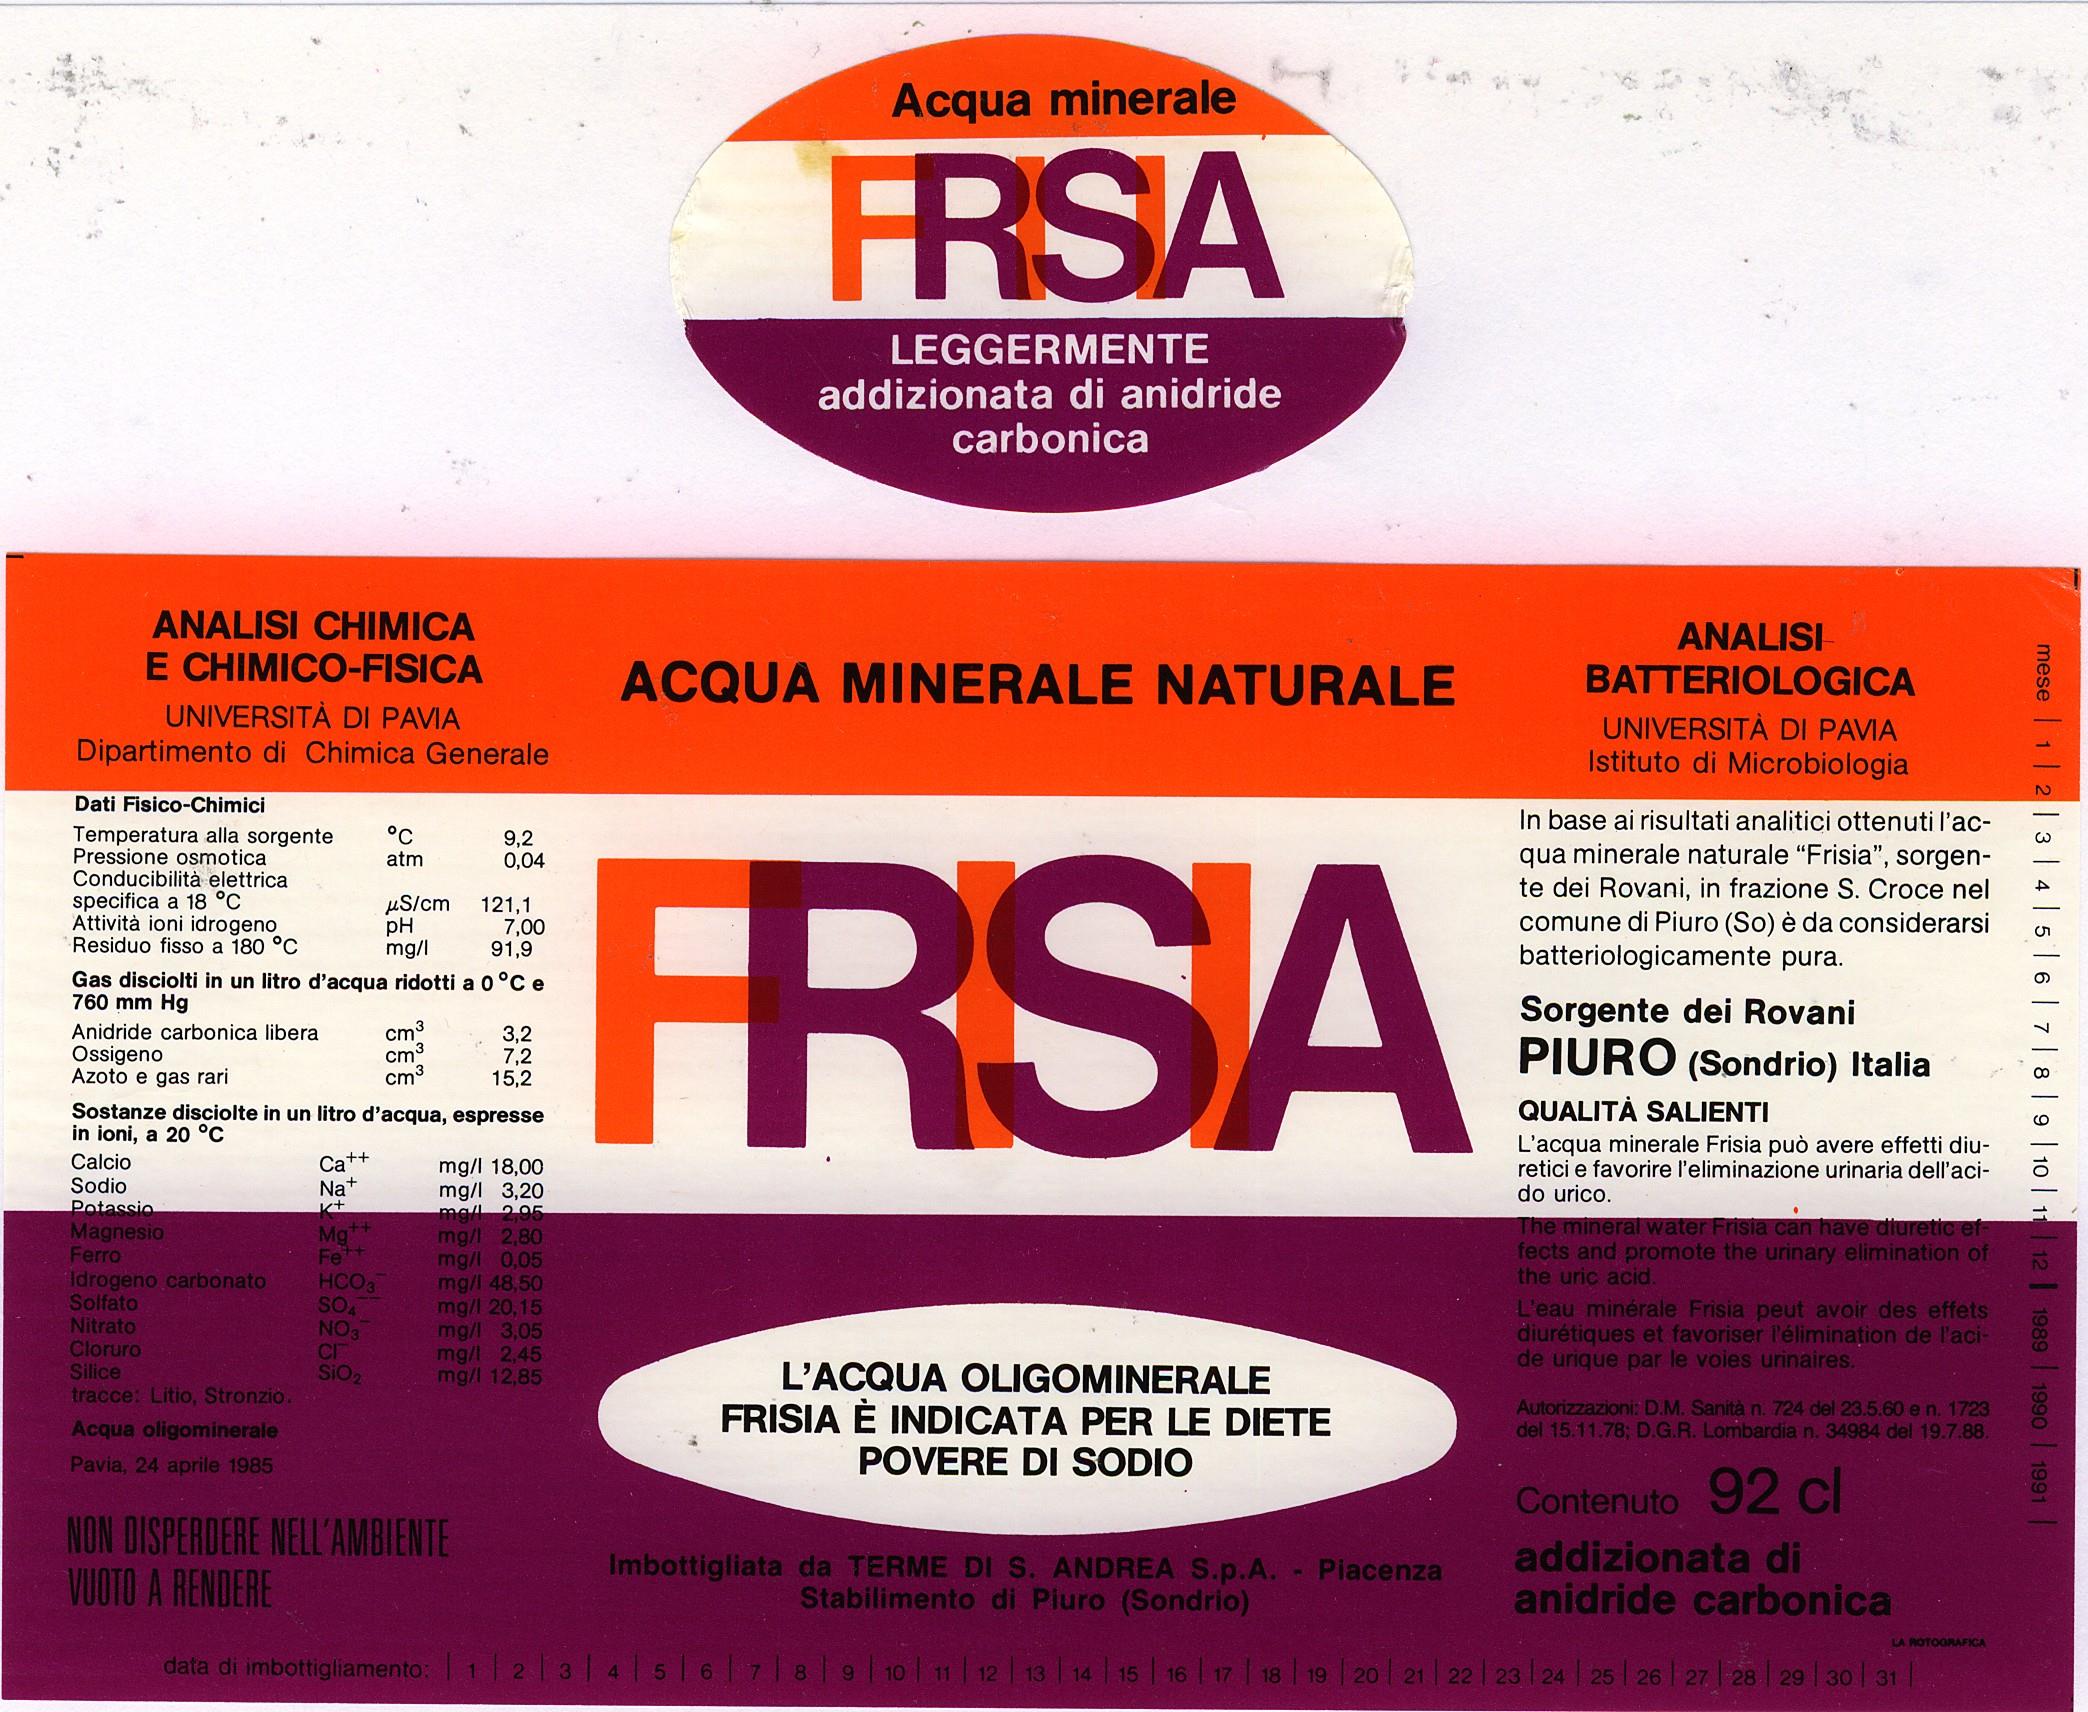 Acqua minerale
FRISIA
LEGGERMENTE
addizionata di anidride
carbonica
ANALISI CHIMICA
E CHIMICO-FISICA
UNIVERSITÀ DI PAVIA
Dipartimento di Chimica Generale
Dati Fisico-Chimici
Temperatura alla sorgente °C 9,2
Pressione osmotica atm 0,04
Conducibilità elettrica
specifica a 18 °C µS/cm 121,1
Attività ioni idrogeno pH 7,00
Residuo fisso a 180 °C mg/l 91,9
Gas disciolti in un litro d'acqua ridotti a 0 °C e
760 mm Hg
Anidride carbonica libera cm³ 3,2
Ossigeno cm³ 7,2
Azoto e gas rari cm³ 15,2
Sostanze disciolte in un litro d'acqua, espresse
in ioni, a 20 °C
Calcio Ca⁺⁺ mg/l 18,00
Sodio Na⁺ mg/l 3,20
Potassio K⁺ mg/l 2,95
Magnesio Mg⁺⁺ mg/l 2,80
Ferro Fe⁺⁺ mg/l 0,05
Idrogeno carbonato HCO₃⁻ mg/l 48,50
Solfato SO₄⁻⁻ mg/l 20,15
Nitrato NO₃⁻ mg/l 3,05
Cloruro Cl⁻ mg/l 2,45
Silice SiO₂ mg/l 12,85
tracce: Litio, Stronzio.
Acqua oligominerale
Pavia, 24 aprile 1985
NON DISPERDERE NELL'AMBIENTE
VUOTO A RENDERE
ACQUA MINERALE NATURALE
FRISIA
L'ACQUA OLIGOMINERALE
FRISIA È INDICATA PER LE DIETE
POVERE DI SODIO
Imbottigliata da TERME DI S. ANDREA S.p.A. - Piacenza
Stabilimento di Piuro (Sondrio)
ANALISI
BATTERIOLOGICA
UNIVERSITÀ DI PAVIA
Istituto di Microbiologia
In base ai risultati analitici ottenuti l'ac-
qua minerale naturale "Frisia", sorgen-
te dei Rovani, in frazione S. Croce nel
comune di Piuro (So) è da considerarsi
batteriologicamente pura.
Sorgente dei Rovani
PIURO (Sondrio) Italia
QUALITÀ SALIENTI
L'acqua minerale Frisia può avere effetti diu-
retici e favorire l'eliminazione urinaria dell'aci-
do urico.
The mineral water Frisia can have diuretic ef-
fects and promote the urinary elimination of
the uric acid.
L'eau minérale Frisia peut avoir des effets
diurétiques et favoriser l'élimination de l'aci-
de urique par le voies urinaires.
Autorizzazioni: D.M. Sanità n. 724 del 23.5.60 e n. 1723
del 15.11.78; D.G.R. Lombardia n. 34984 del 19.7.88.
Contenuto 92 cl
addizionata di
anidride carbonica
LA ROTOGRAFICA
mese | 1 | 2 | 3 | 4 | 5 | 6 | 7 | 8 | 9 | 10 | 11 | 12 | 1989 | 1990 | 1991 |
data di imbottigliamento: | 1 | 2 | 3 | 4 | 5 | 6 | 7 | 8 | 9 | 10 | 11 | 12 | 13 | 14 | 15 | 16 | 17 | 18 | 19 | 20 | 21 | 22 | 23 | 24 | 25 | 26 | 27 | 28 | 29 | 30 | 31 |